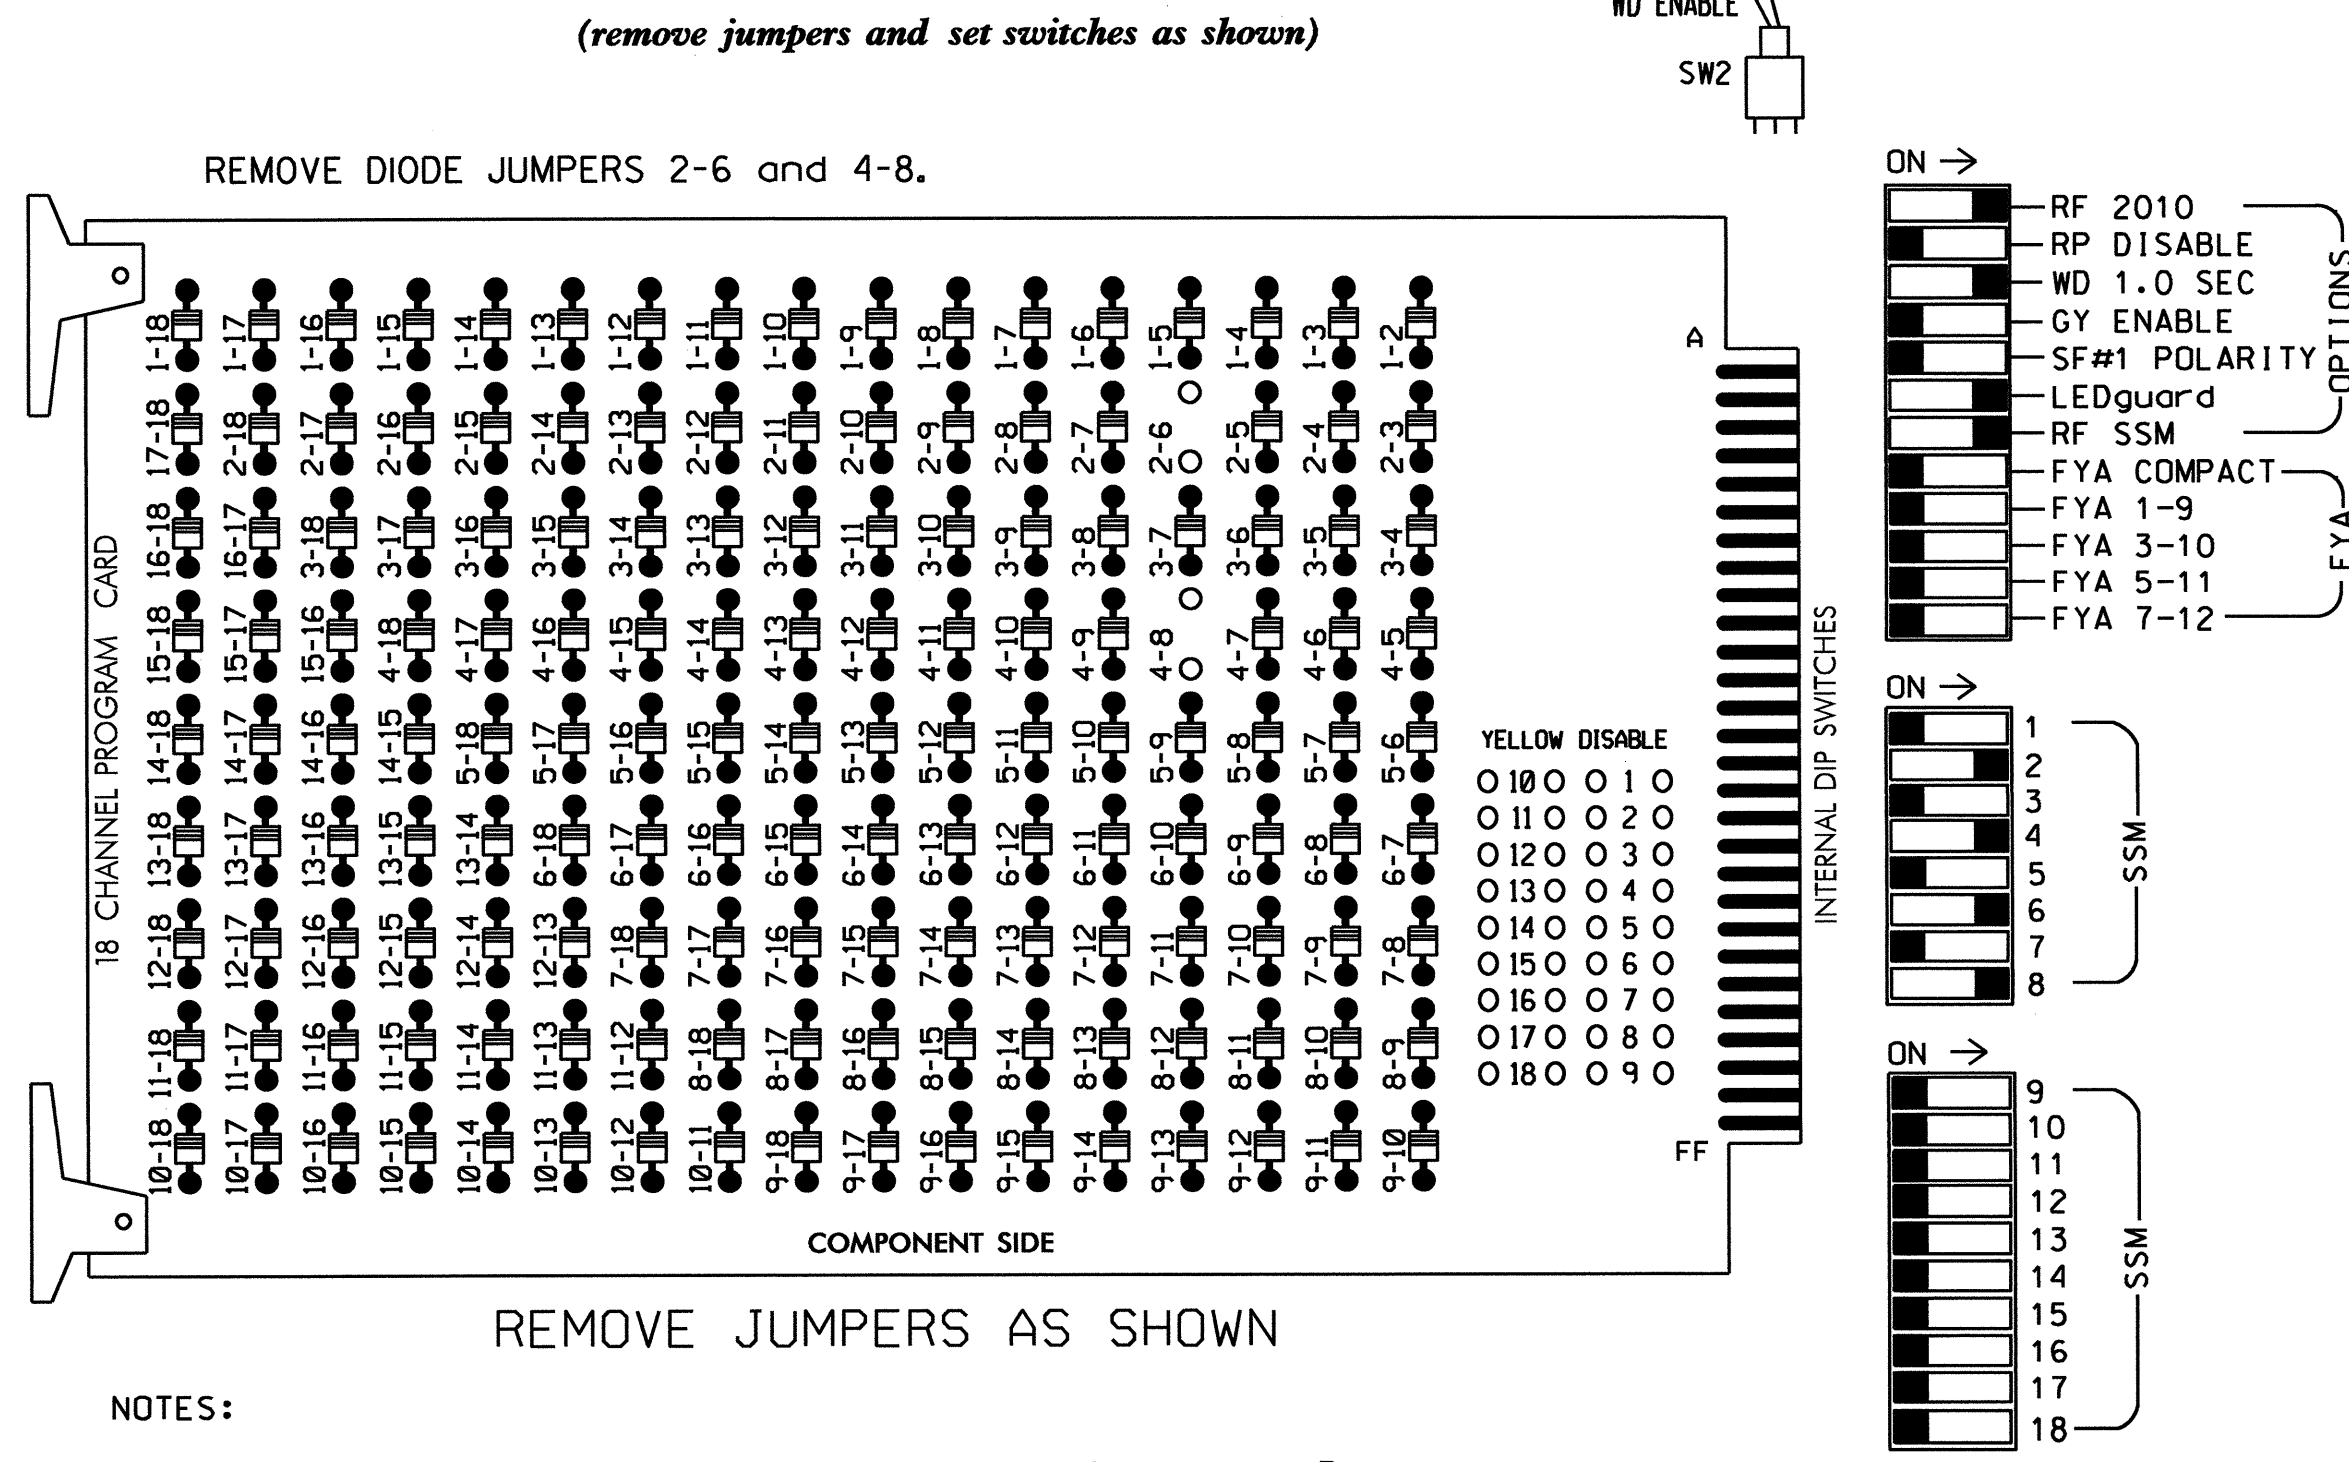 (remove jumpers and set switches as shown)
WD ENABLE
SW2
REMOVE DIODE JUMPERS 2-6 and 4-8.
1-18 1-17 1-16 1-15 1-14 1-13 1-12 1-11 1-10 1-9 1-8 1-7 1-6 1-5 1-4 1-3 1-2
17-18 2-18 2-17 2-16 2-15 2-14 2-13 2-12 2-11 2-10 2-9 2-8 2-7 2-6 2-5 2-4 2-3
16-18 16-17 3-18 3-17 3-16 3-15 3-14 3-13 3-12 3-11 3-10 3-9 3-8 3-7 3-6 3-5 3-4
15-18 15-17 15-16 4-18 4-17 4-16 4-15 4-14 4-13 4-12 4-11 4-10 4-9 4-8 4-7 4-6 4-5
14-18 14-17 14-16 14-15 5-18 5-17 5-16 5-15 5-14 5-13 5-12 5-11 5-10 5-9 5-8 5-7 5-6
13-18 13-17 13-16 13-15 13-14 6-18 6-17 6-16 6-15 6-14 6-13 6-12 6-11 6-10 6-9 6-8 6-7
12-18 12-17 12-16 12-15 12-14 12-13 7-18 7-17 7-16 7-15 7-14 7-13 7-12 7-11 7-10 7-9 7-8
11-18 11-17 11-16 11-15 11-14 11-13 11-12 8-18 8-17 8-16 8-15 8-14 8-13 8-12 8-11 8-10 8-9
10-18 10-17 10-16 10-15 10-14 10-13 10-12 10-11 9-18 9-17 9-16 9-15 9-14 9-13 9-12 9-11 9-10
18 CHANNEL PROGRAM CARD
COMPONENT SIDE
YELLOW DISABLE
10 1
11 2
12 3
13 4
14 5
15 6
16 7
17 8
18 9
A
FF
INTERNAL DIP SWITCHES
ON →
RF 2010
RP DISABLE
WD 1.0 SEC
GY ENABLE
SF#1 POLARITY
LEDguard
RF SSM
OPTIONS
FYA COMPACT
FYA 1-9
FYA 3-10
FYA 5-11
FYA 7-12
FYA
ON →
1
2
3
4
5
6
7
8
SSM
ON →
9
10
11
12
13
14
15
16
17
18
SSM
REMOVE JUMPERS AS SHOWN
NOTES: